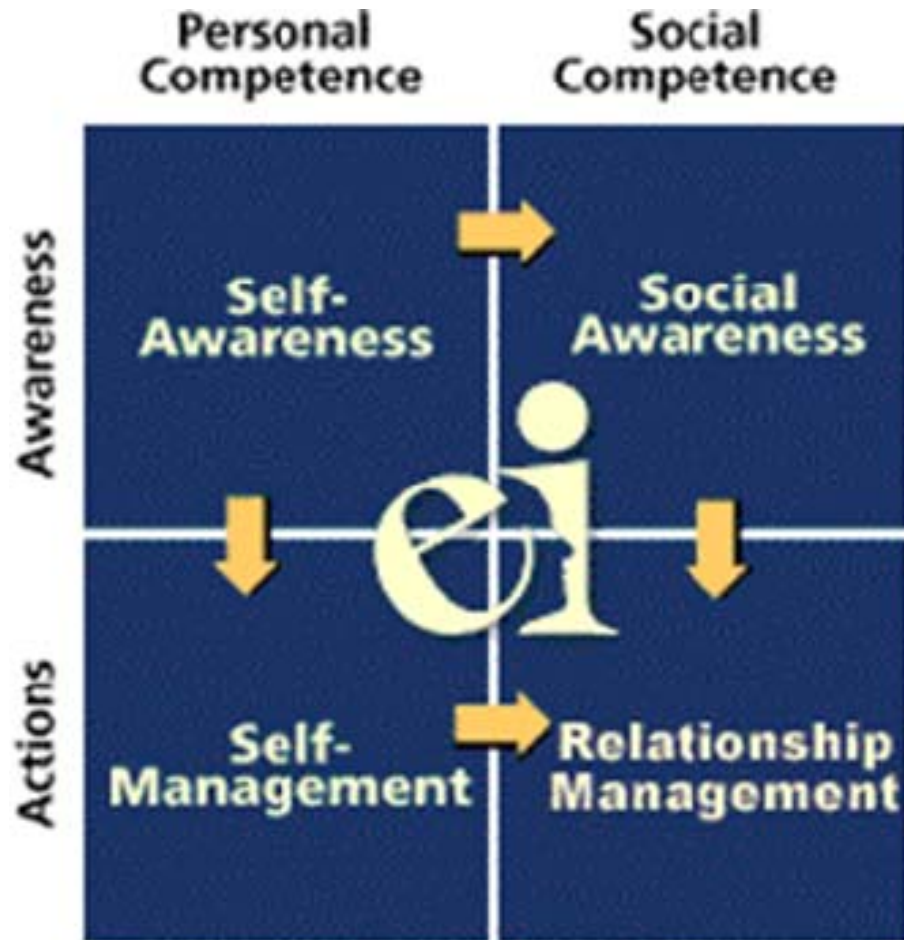 Personal
Competence
Social
Competence
Awareness
Self-
Awareness
Social
Awareness
ei
Actions
Self-
Management
Relationship
Management